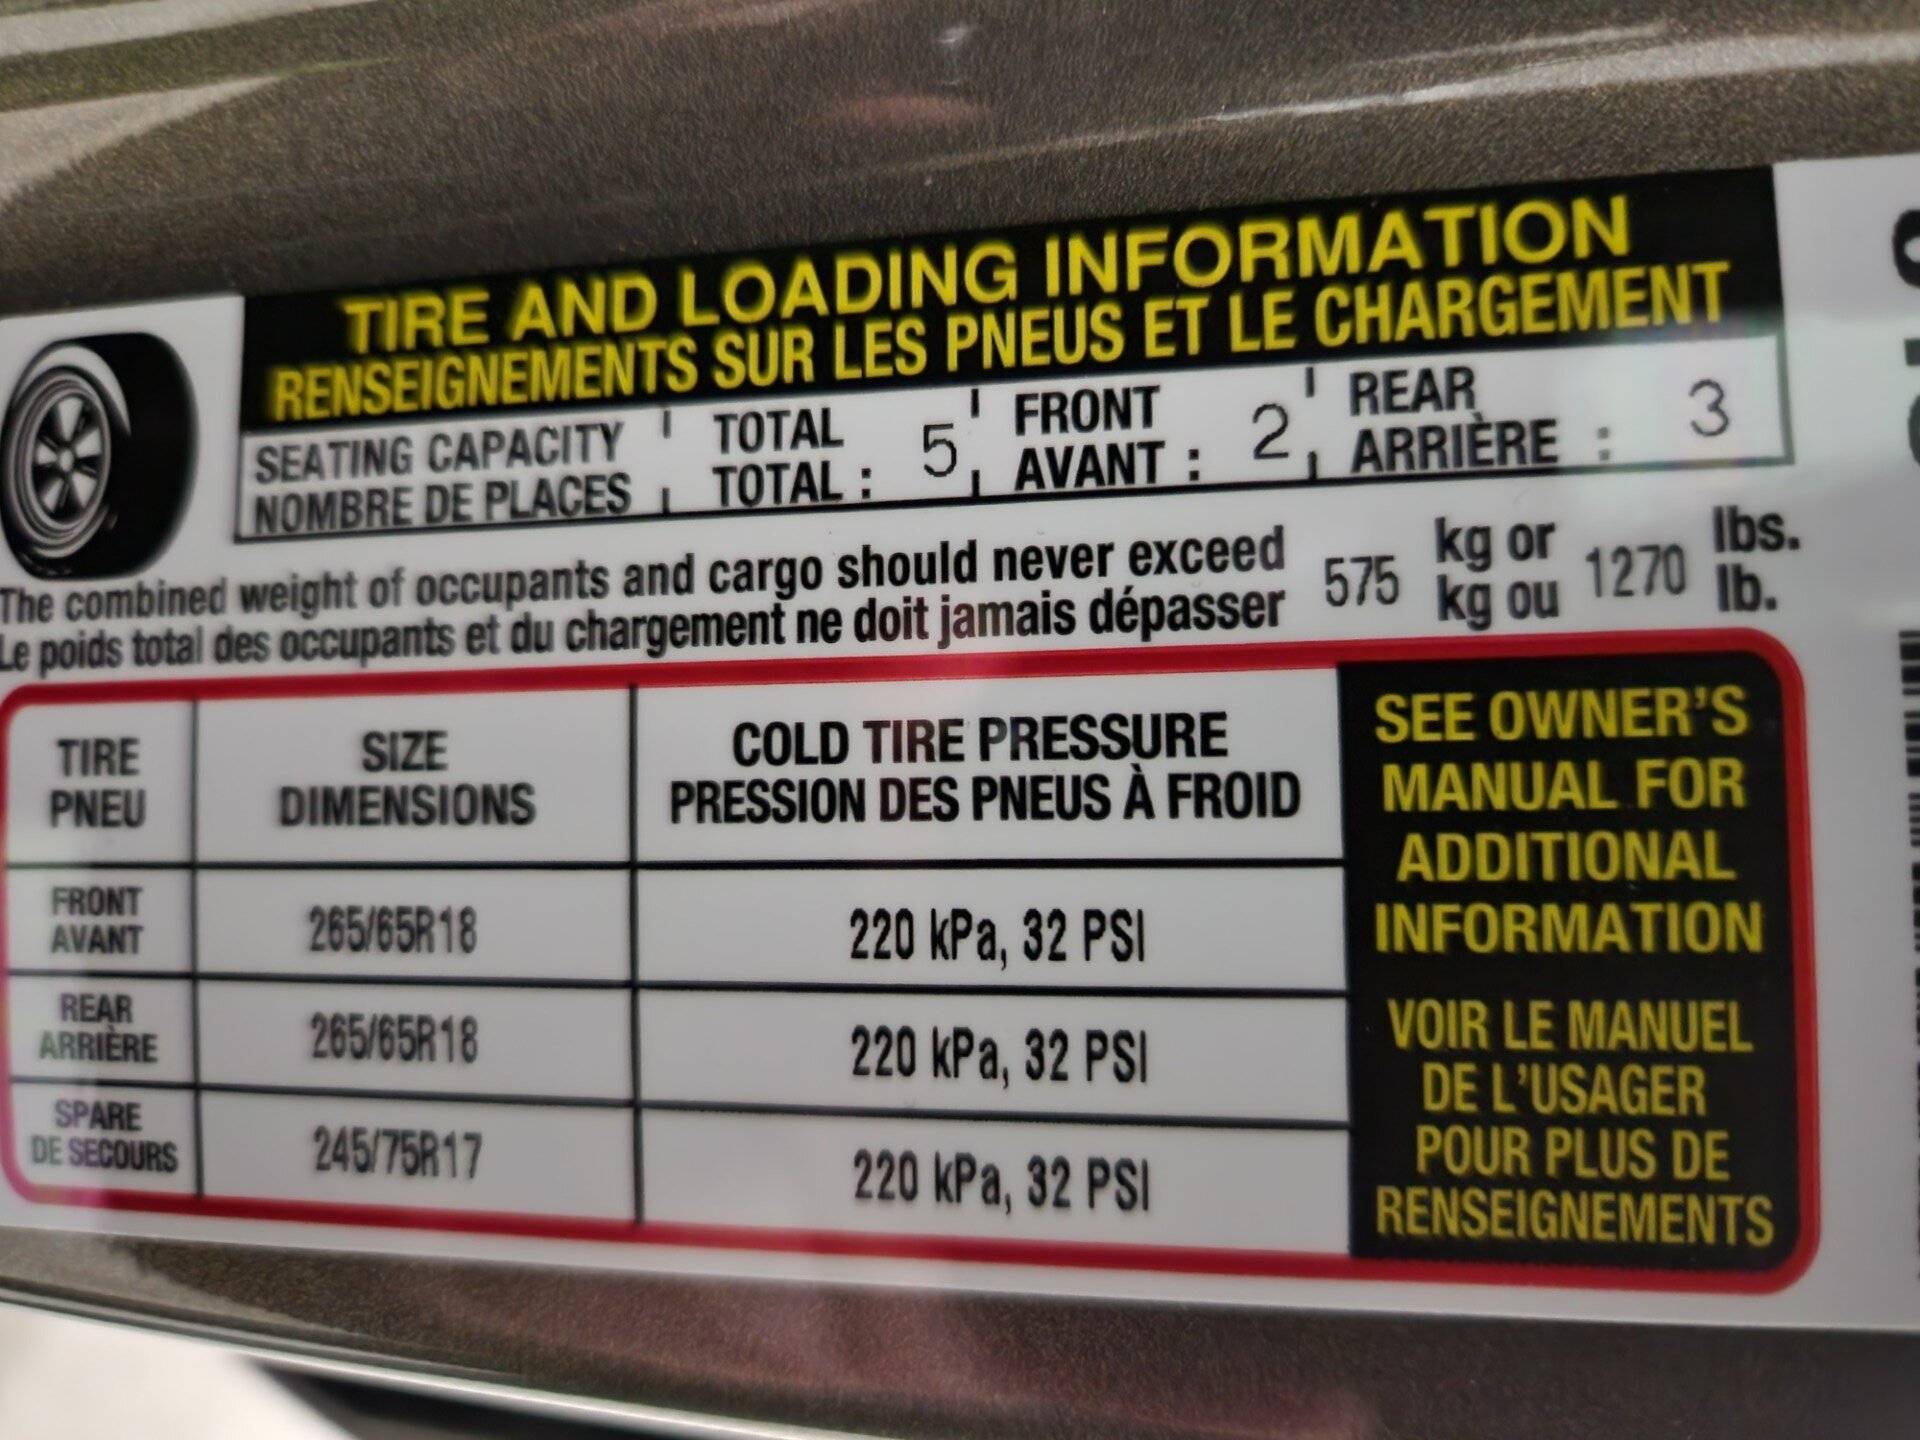 TIRE AND LOADING INFORMATION
RENSEIGNEMENTS SUR LES PNEUS ET LE CHARGEMENT
SEATING CAPACITY TOTAL FRONT REAR
NOMBRE DE PLACES TOTAL : 5 AVANT : 2 ARRIÈRE : 3
The combined weight of occupants and cargo should never exceed 575 kg or 1270 lbs.
Le poids total des occupants et du chargement ne doit jamais dépasser kg ou lb.
TIRE SIZE COLD TIRE PRESSURE
PNEU DIMENSIONS PRESSION DES PNEUS À FROID
FRONT
AVANT 265/65R18 220 kPa, 32 PSI
REAR
ARRIÈRE 265/65R18 220 kPa, 32 PSI
SPARE
DE SECOURS 245/75R17 220 kPa, 32 PSI
SEE OWNER'S
MANUAL FOR
ADDITIONAL
INFORMATION
VOIR LE MANUEL
DE L'USAGER
POUR PLUS DE
RENSEIGNEMENTS